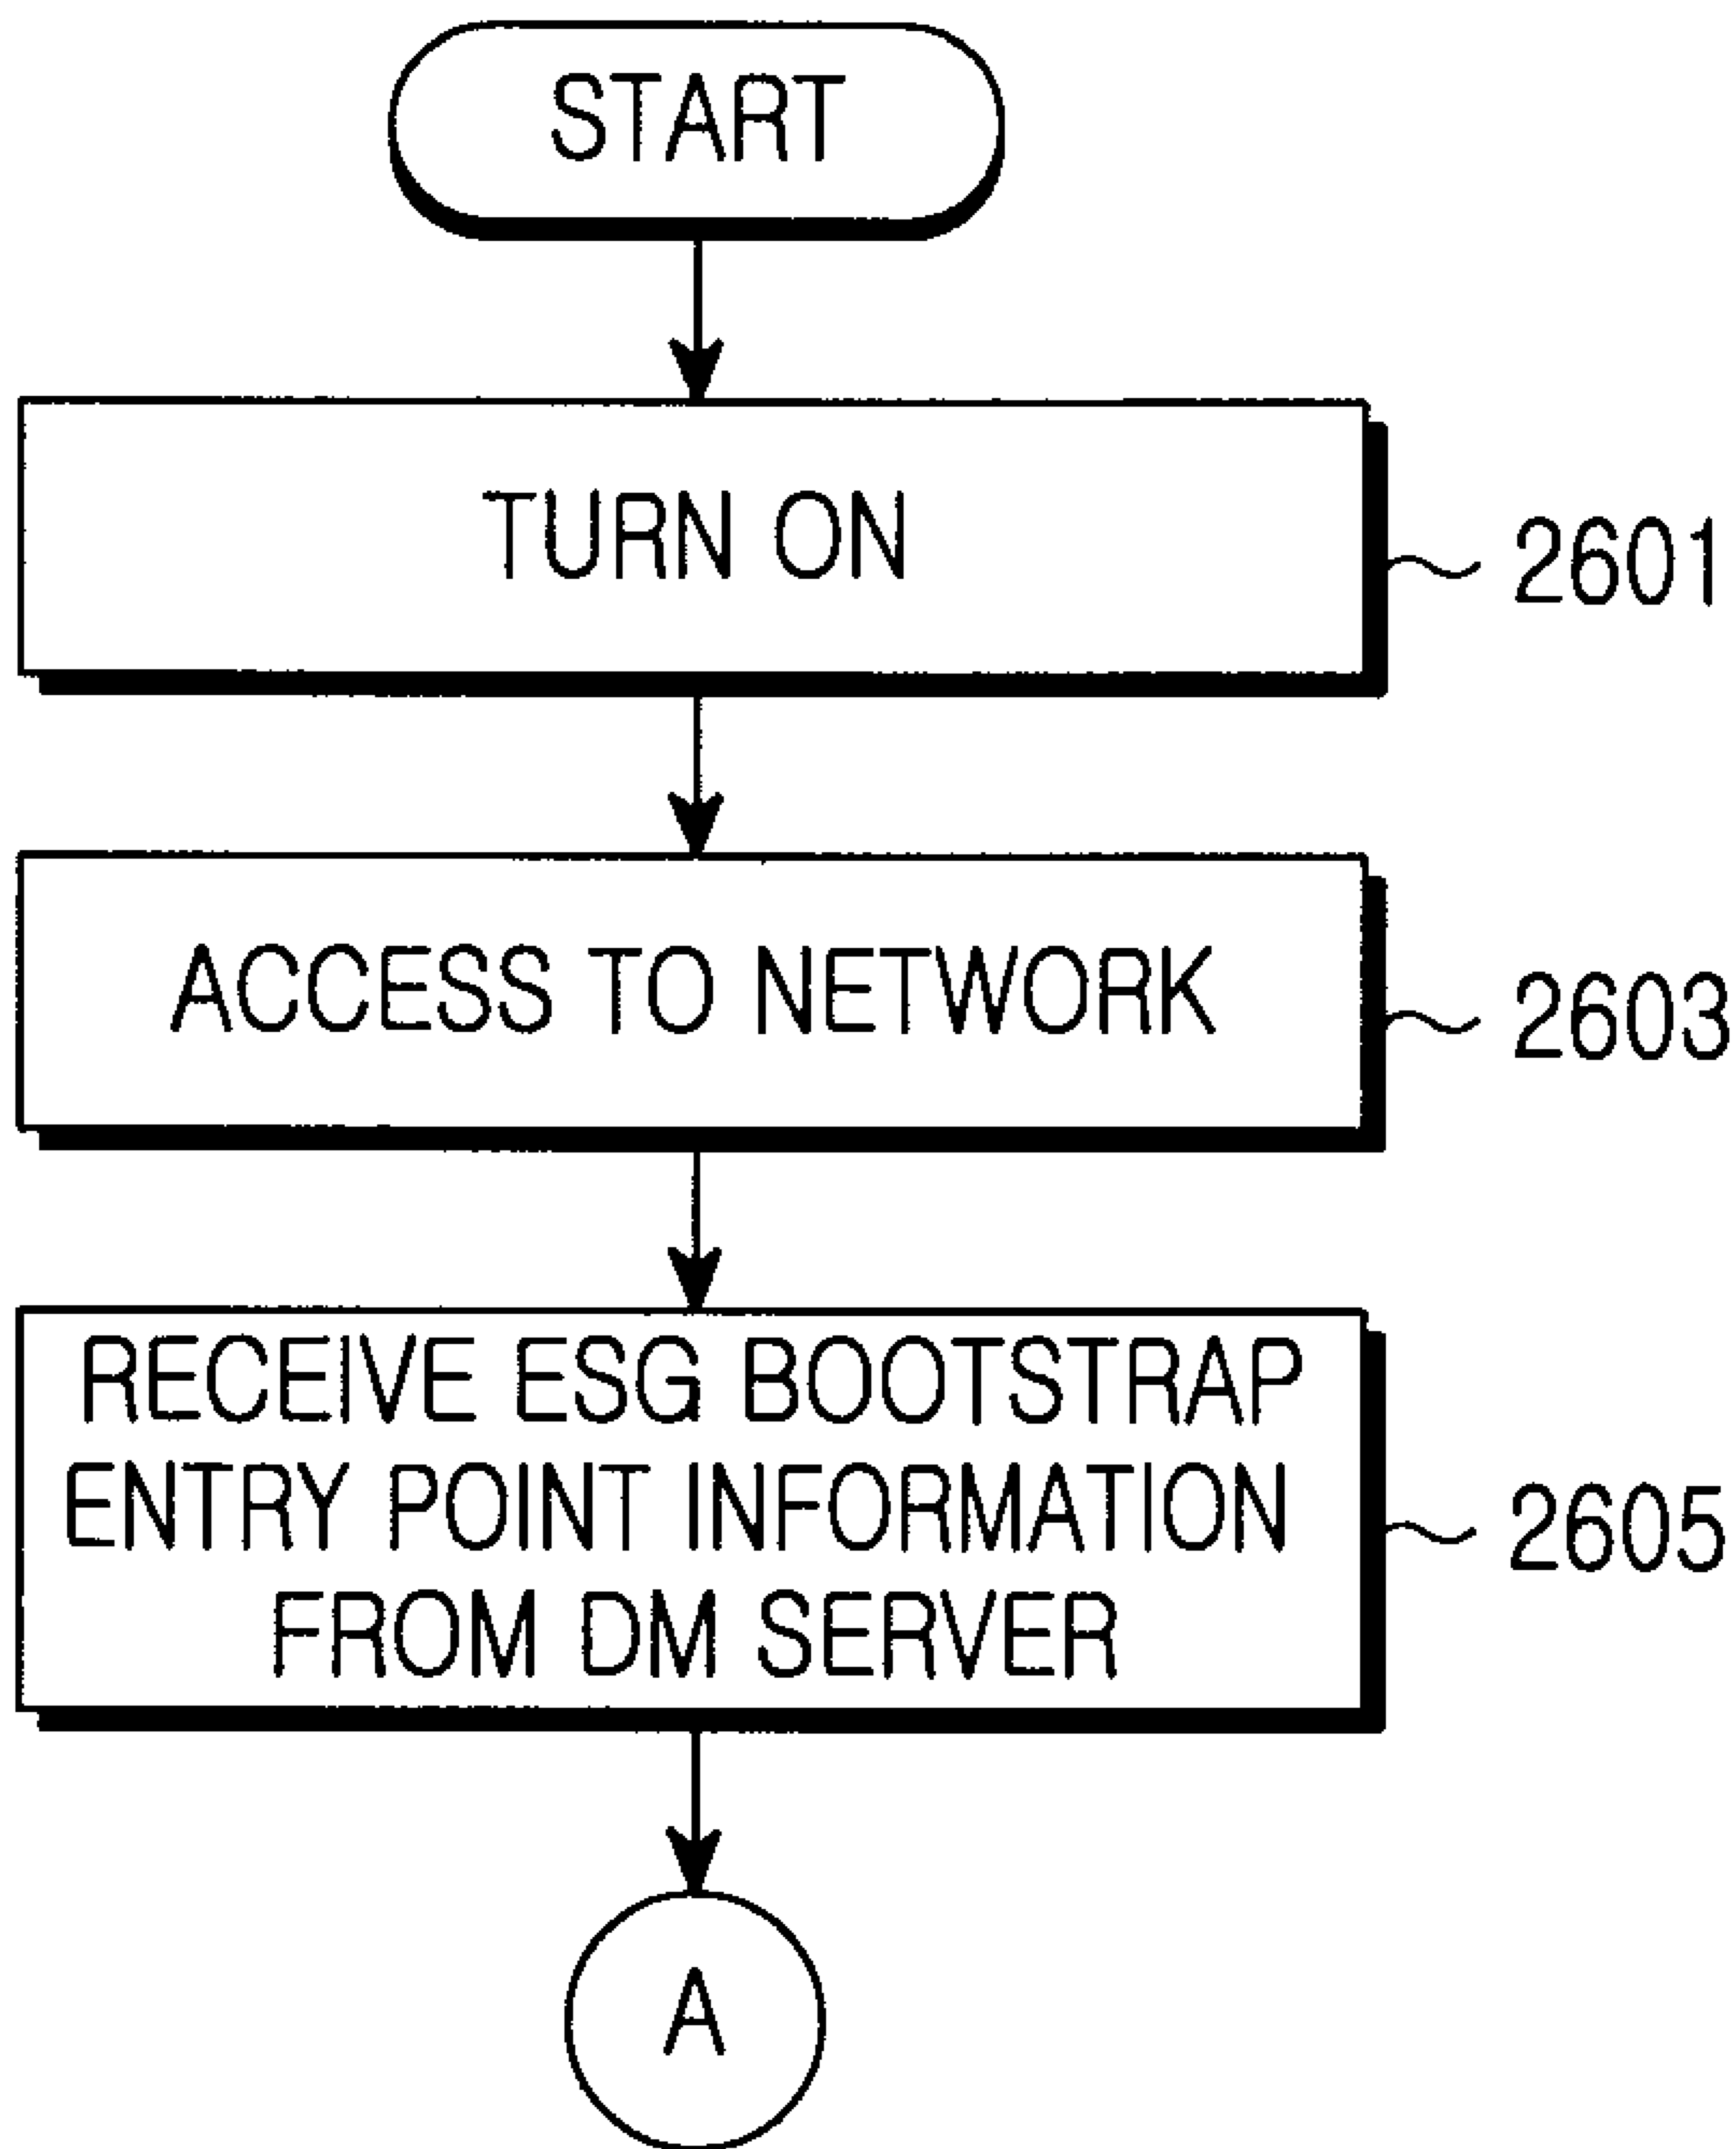 START
TURN ON
2601
ACCESS TO NETWORK
2603
RECEIVE ESG BOOTSTRAP
ENTRY POINT INFORMATION
FROM DM SERVER
2605
A